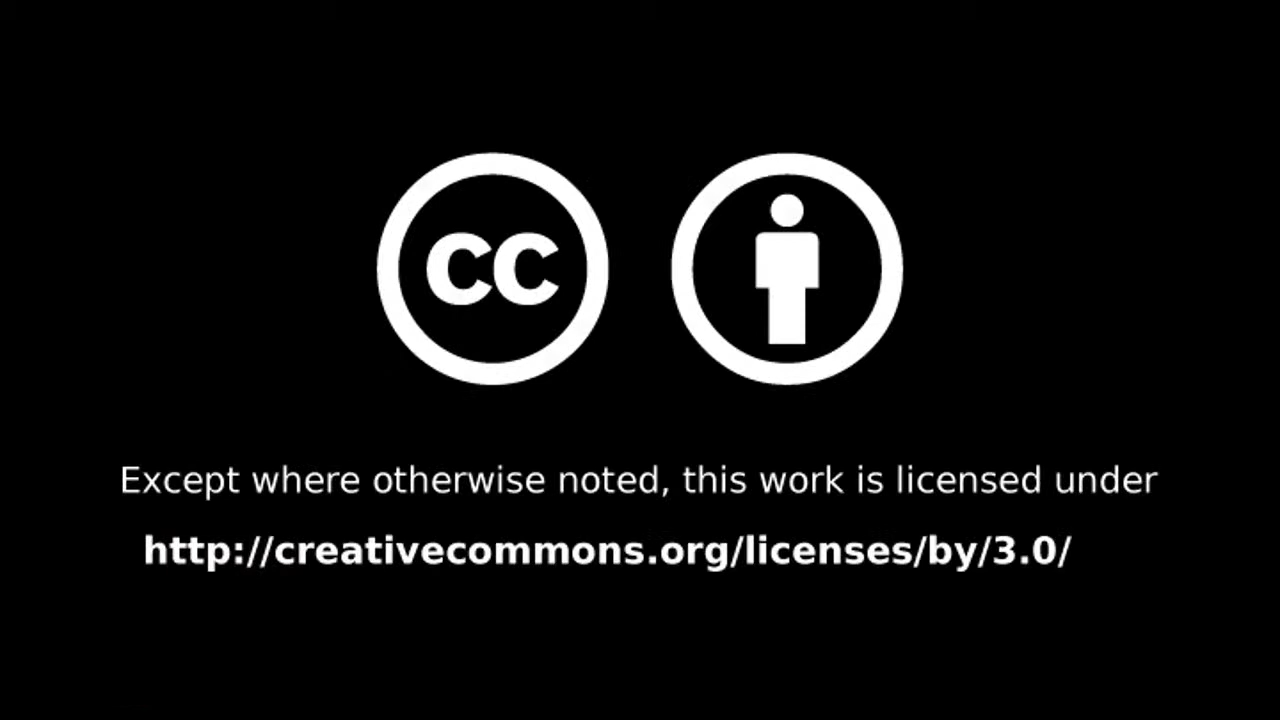 cc
Except where otherwise noted, this work is licensed under
http://creativecommons.org/licenses/by/3.0/